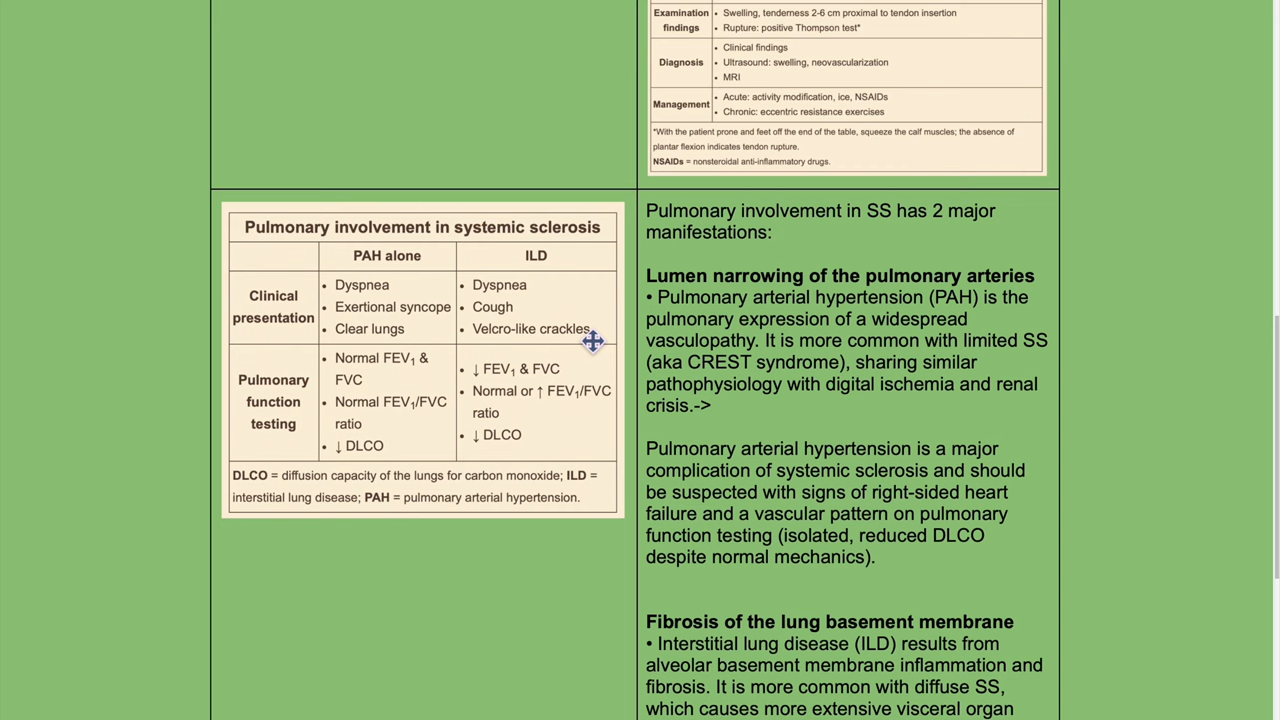 Examination
findings
• Swelling, tenderness 2-6 cm proximal to tendon insertion
• Rupture: positive Thompson test*
Diagnosis
• Clinical findings
• Ultrasound: swelling, neovascularization
• MRI
Management
• Acute: activity modification, ice, NSAIDs
• Chronic: eccentric resistance exercises
*With the patient prone and feet off the end of the table, squeeze the calf muscles; the absence of
plantar flexion indicates tendon rupture.
NSAIDs = nonsteroidal anti-inflammatory drugs.
Pulmonary involvement in systemic sclerosis
PAH alone
ILD
Clinical
presentation
• Dyspnea
• Exertional syncope
• Clear lungs
• Dyspnea
• Cough
• Velcro-like crackles
Pulmonary
function
testing
• Normal FEV₁ &
FVC
• Normal FEV₁/FVC
ratio
• ↓ DLCO
• ↓ FEV₁ & FVC
• Normal or ↑ FEV₁/FVC
ratio
• ↓ DLCO
DLCO = diffusion capacity of the lungs for carbon monoxide; ILD =
interstitial lung disease; PAH = pulmonary arterial hypertension.
Pulmonary involvement in SS has 2 major
manifestations:
Lumen narrowing of the pulmonary arteries
• Pulmonary arterial hypertension (PAH) is the
pulmonary expression of a widespread
vasculopathy. It is more common with limited SS
(aka CREST syndrome), sharing similar
pathophysiology with digital ischemia and renal
crisis.->
Pulmonary arterial hypertension is a major
complication of systemic sclerosis and should
be suspected with signs of right-sided heart
failure and a vascular pattern on pulmonary
function testing (isolated, reduced DLCO
despite normal mechanics).
Fibrosis of the lung basement membrane
• Interstitial lung disease (ILD) results from
alveolar basement membrane inflammation and
fibrosis. It is more common with diffuse SS,
which causes more extensive visceral organ